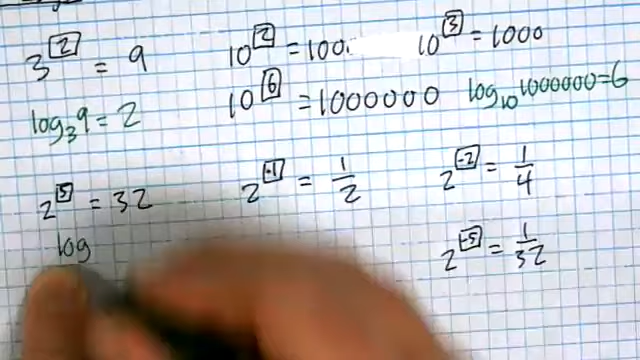 3^2 = 9
10^2 = 100.
10^3 = 1000
log_3 9 = 2
10^6 = 1000000
log_10 1000000 = 6
2^5 = 32
2^-1 = 1/2
2^-2 = 1/4
log
2^-5 = 1/32